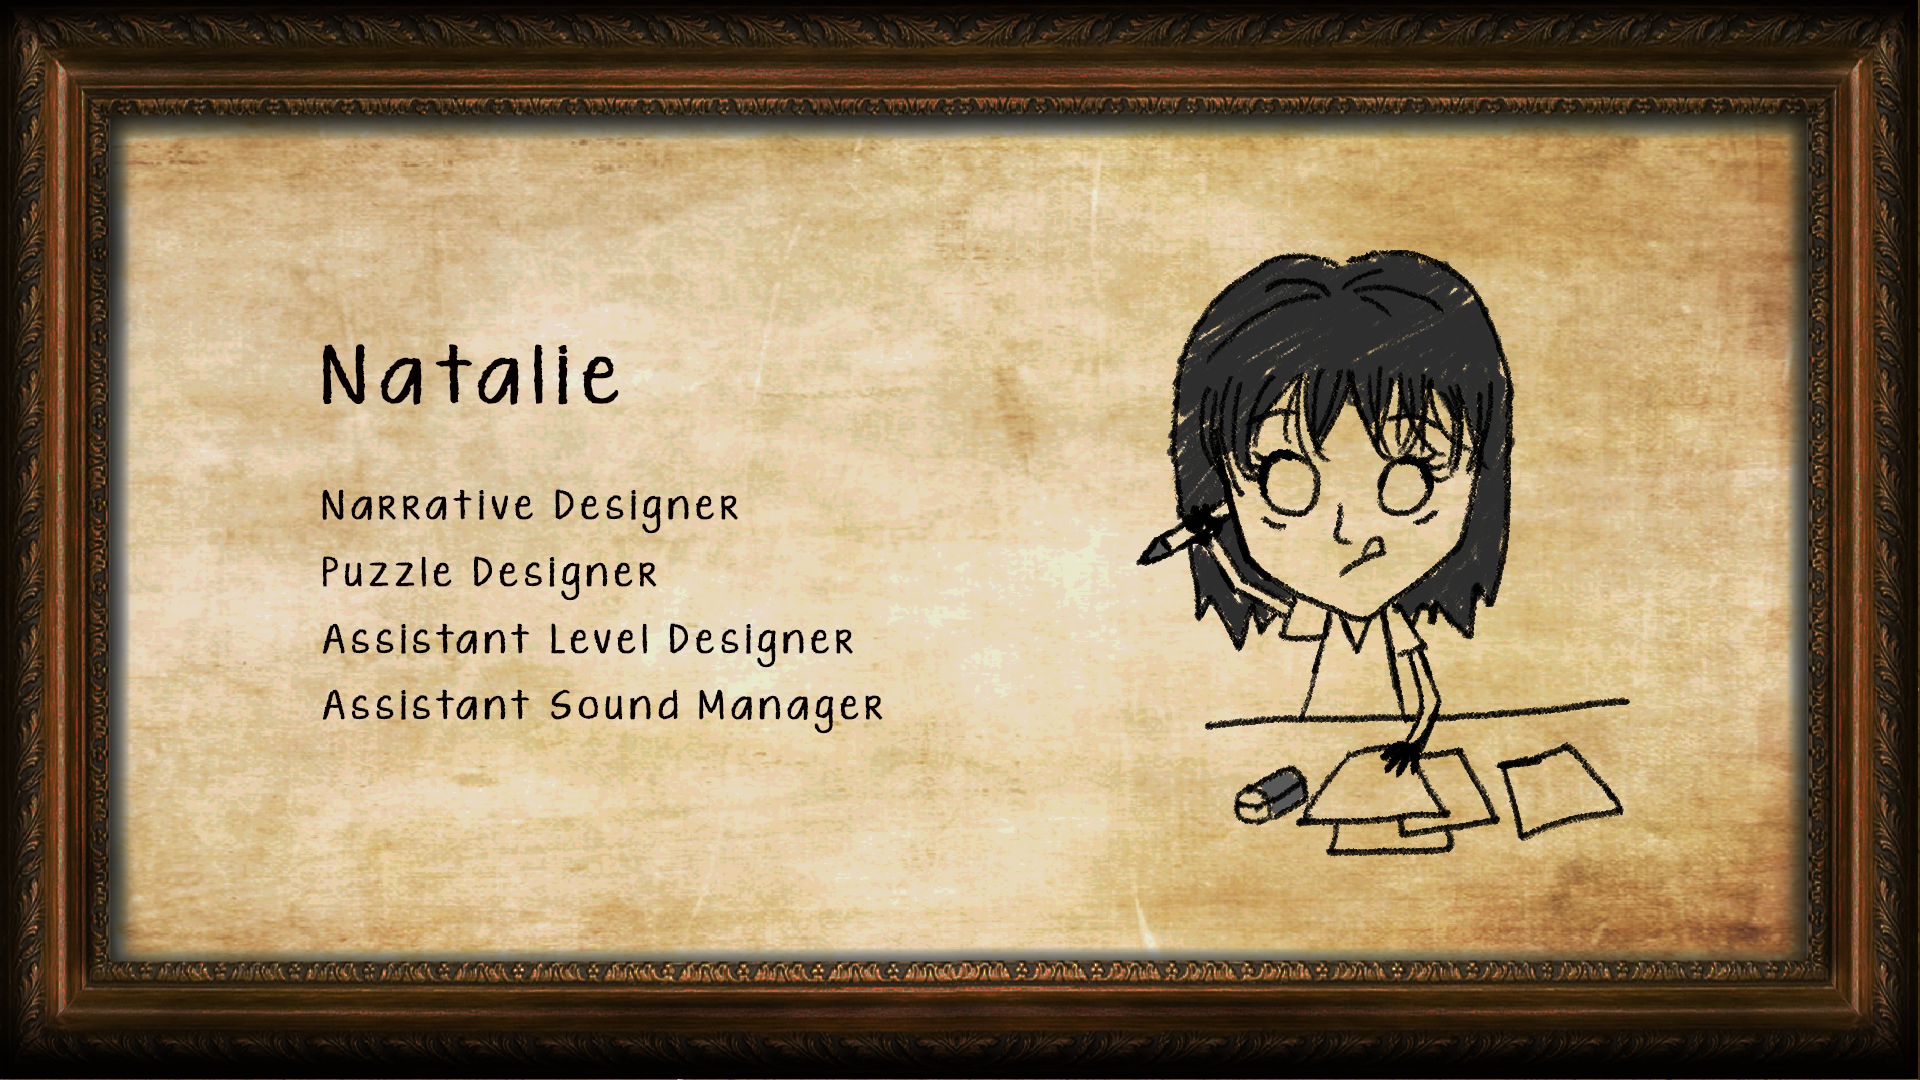 Natalie
Narrative Designer
Puzzle Designer
Assistant Level Designer
Assistant Sound Manager